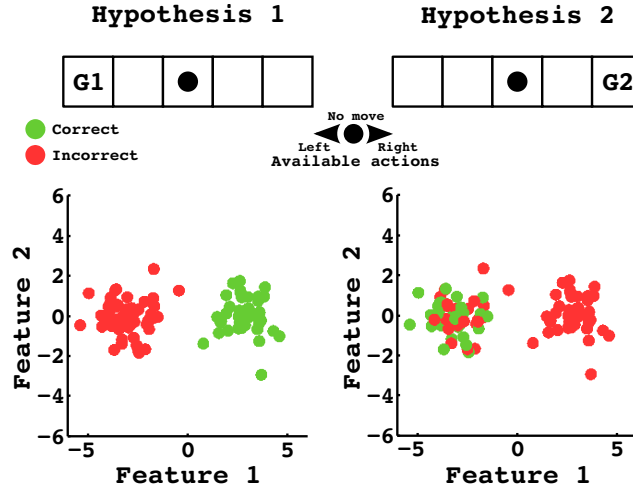 Hypothesis 1
Hypothesis 2
G1
G2
Correct
Incorrect
No move
Left
Right
Available actions
6
4
2
0
−2
−4
−6
−5
0
5
Feature 2
Feature 1
6
4
2
0
−2
−4
−6
−5
0
5
Feature 2
Feature 1